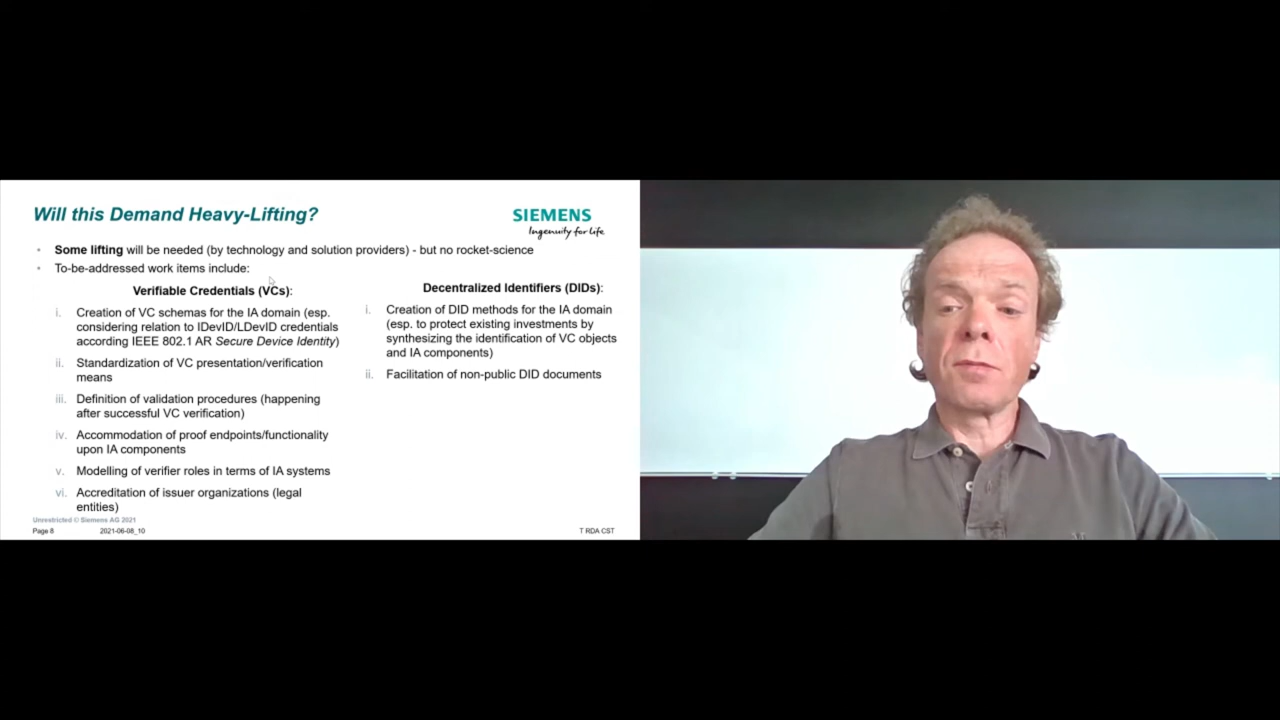 Will this Demand Heavy-Lifting?
SIEMENS
Ingenuity for life
• Some lifting will be needed (by technology and solution providers) - but no rocket-science
• To-be-addressed work items include:
Verifiable Credentials (VCs):
i. Creation of VC schemas for the IA domain (esp.
considering relation to IDevID/LDevID credentials
according IEEE 802.1 AR Secure Device Identity)
ii. Standardization of VC presentation/verification
means
iii. Definition of validation procedures (happening
after successful VC verification)
iv. Accommodation of proof endpoints/functionality
upon IA components
v. Modelling of verifier roles in terms of IA systems
vi. Accreditation of issuer organizations (legal
entities)
Decentralized Identifiers (DIDs):
i. Creation of DID methods for the IA domain
(esp. to protect existing investments by
synthesizing the identification of VC objects
and IA components)
ii. Facilitation of non-public DID documents
Unrestricted © Siemens AG 2021
Page 8 2021-06-08_10 T RDA CST